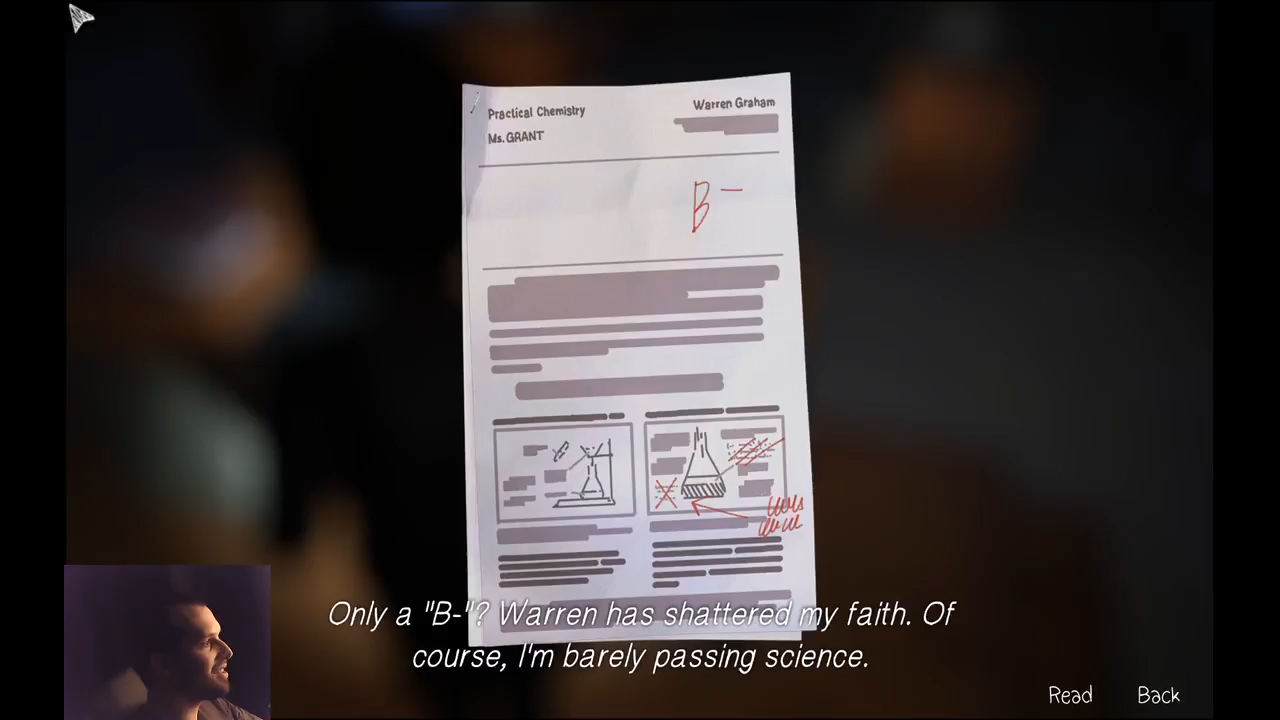 Practical Chemistry
Warren Graham
Ms. GRANT
B-
Only a "B-"? Warren has shattered my faith. Of
course, I'm barely passing science.
Read
Back